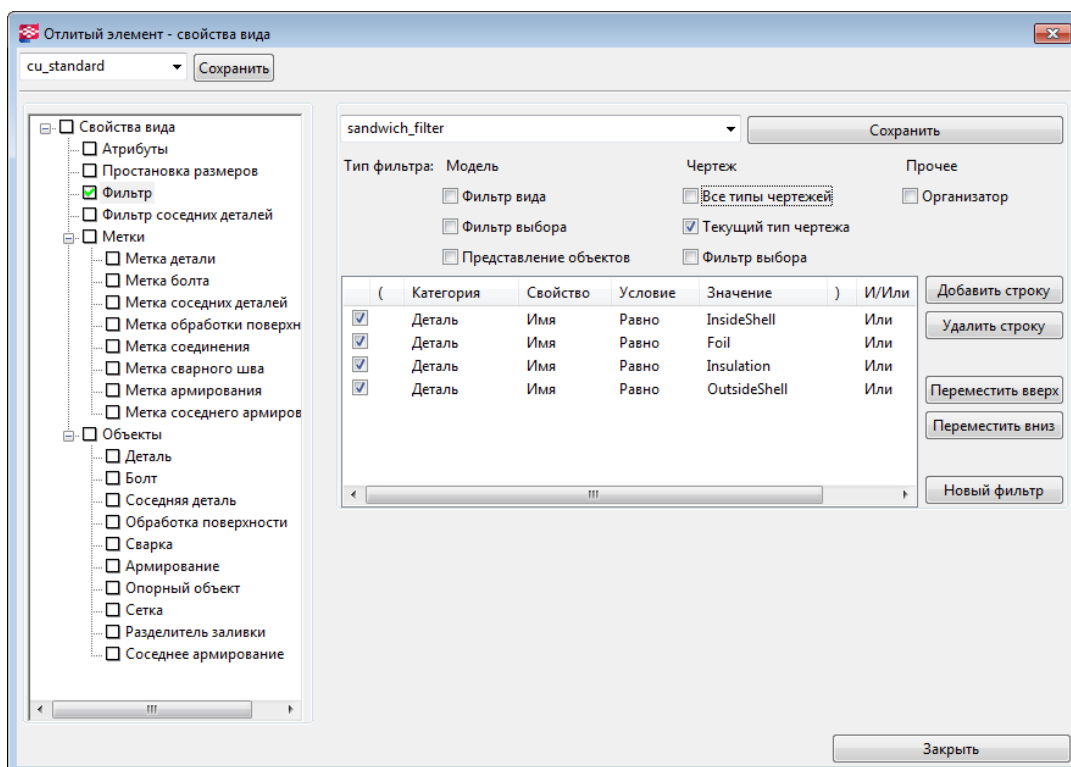 Отлитый элемент - свойства вида
cu_standard
Сохранить
Свойства вида
Атрибуты
Простановка размеров
Фильтр
Фильтр соседних деталей
Метки
Метка детали
Метка болта
Метка соседних деталей
Метка обработки поверхн
Метка соединения
Метка сварного шва
Метка армирования
Метка соседнего армиров
Объекты
Деталь
Болт
Соседняя деталь
Обработка поверхности
Сварка
Армирование
Опорный объект
Сетка
Разделитель заливки
Соседнее армирование
sandwich_filter
Сохранить
Тип фильтра: Модель Чертеж Прочее
Фильтр вида Все типы чертежей Организатор
Фильтр выбора Текущий тип чертежа
Представление объектов Фильтр выбора
( Категория Свойство Условие Значение ) И/Или
Деталь Имя Равно InsideShell Или
Деталь Имя Равно Foil Или
Деталь Имя Равно Insulation Или
Деталь Имя Равно OutsideShell Или
Добавить строку
Удалить строку
Переместить вверх
Переместить вниз
Новый фильтр
Закрыть